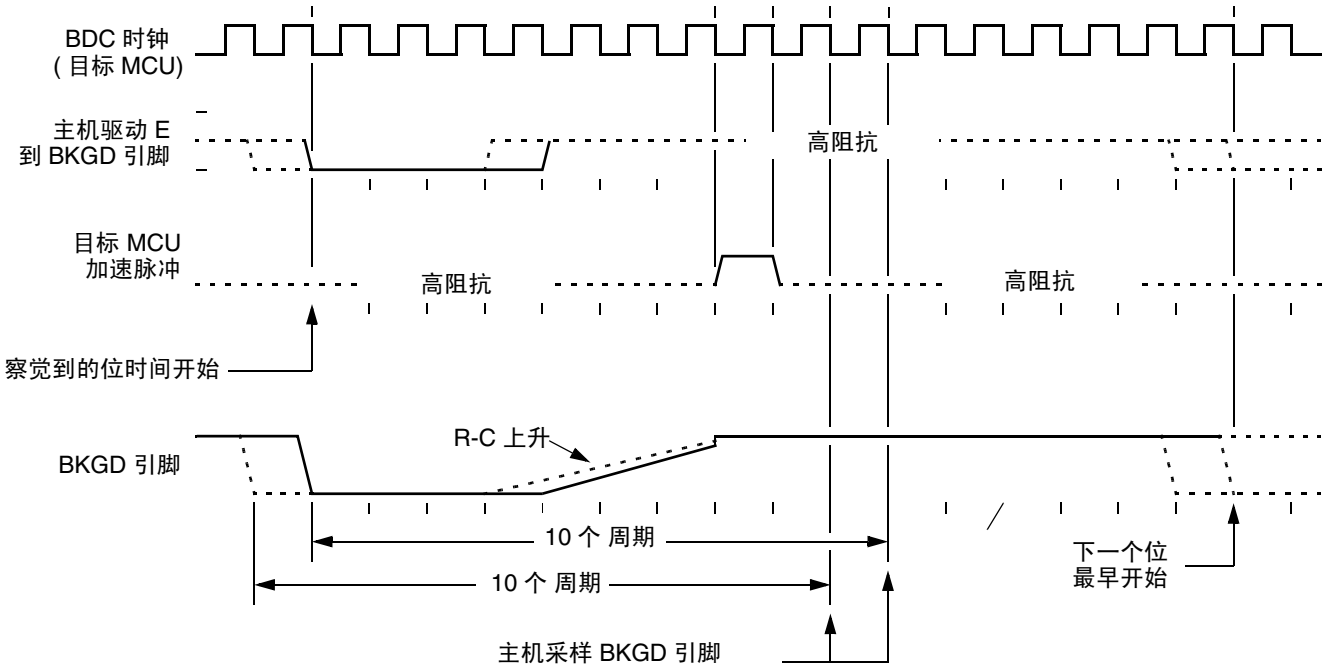 BDC 时钟
( 目标 MCU)
主机驱动 E
到 BKGD 引脚
高阻抗
目标 MCU
加速脉冲
高阻抗
高阻抗
察觉到的位时间开始
R-C 上升
BKGD 引脚
10 个 周期
10 个 周期
下一个位
最早开始
主机采样 BKGD 引脚